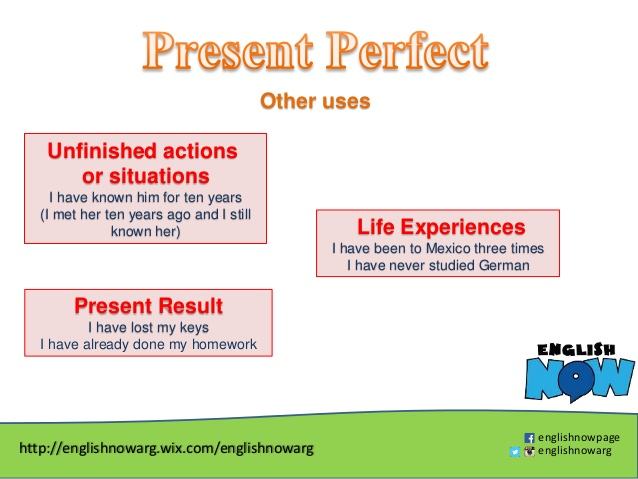 Present Perfect
Other uses
Unfinished actions
or situations
I have known him for ten years
(I met her ten years ago and I still
known her)
Life Experiences
I have been to Mexico three times
I have never studied German
Present Result
I have lost my keys
I have already done my homework
ENGLISH
NOW
http://englishnowarg.wix.com/englishnowarg
englishnowpage
englishnowarg